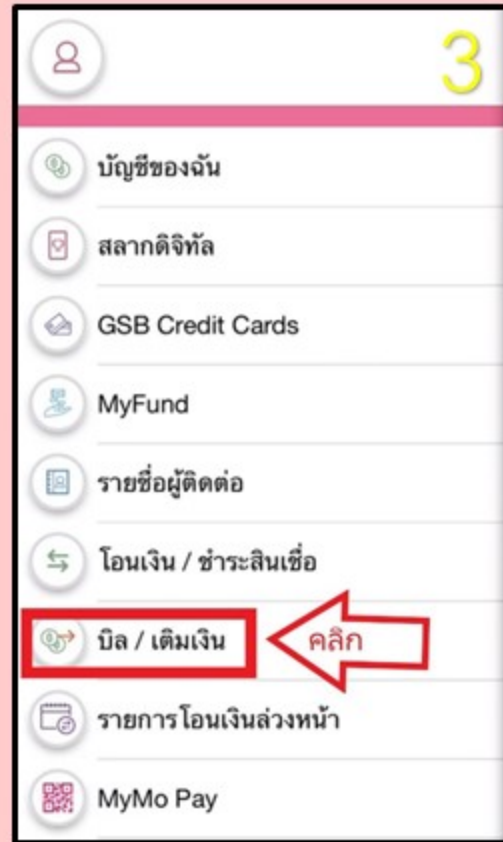 3
บัญชีของฉัน
สลากดิจิทัล
GSB Credit Cards
MyFund
รายชื่อผู้ติดต่อ
โอนเงิน / ชำระสินเชื่อ
บิล / เติมเงิน คลิก
รายการโอนเงินล่วงหน้า
MyMo Pay